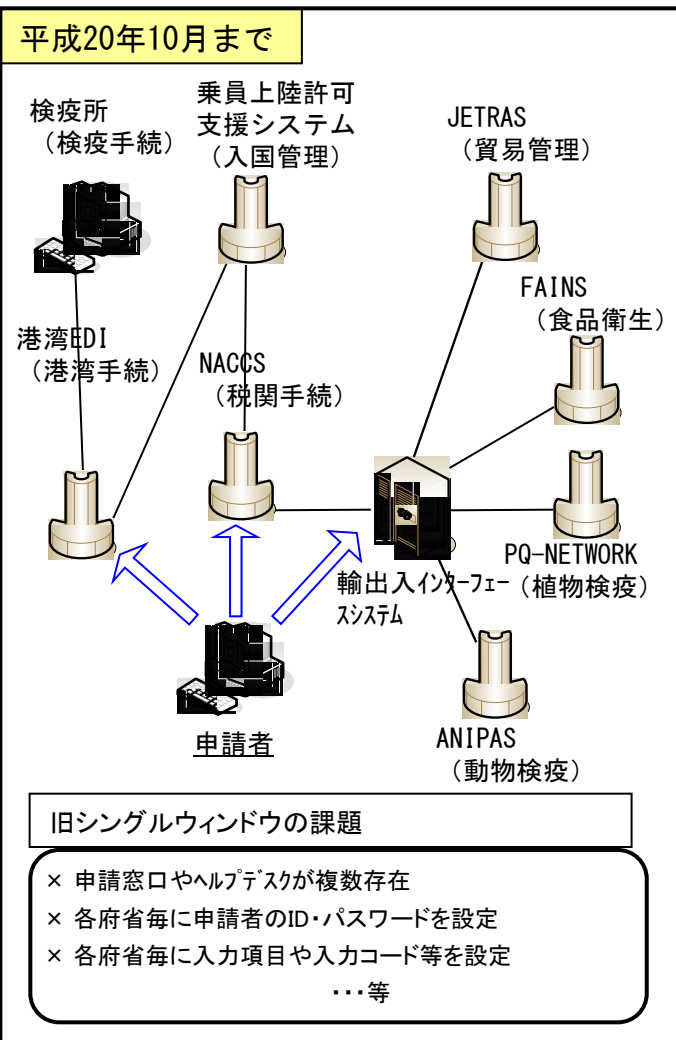 平成20年10月まで
検疫所
（検疫手続）
乗員上陸許可
支援システム
（入国管理）
JETRAS
（貿易管理）
FAINS
（食品衛生）
港湾EDI
（港湾手続）
NACCS
（税関手続）
PQ-NETWORK
（植物検疫）
輸出入ｲﾝﾀｰﾌｪｰ
ｽｼｽﾃﾑ
申請者
ANIPAS
（動物検疫）
旧シングルウィンドウの課題
× 申請窓口やﾍﾙﾌﾟﾃﾞｽｸが複数存在
× 各府省毎に申請者のID・パスワードを設定
× 各府省毎に入力項目や入力コード等を設定
・・・等